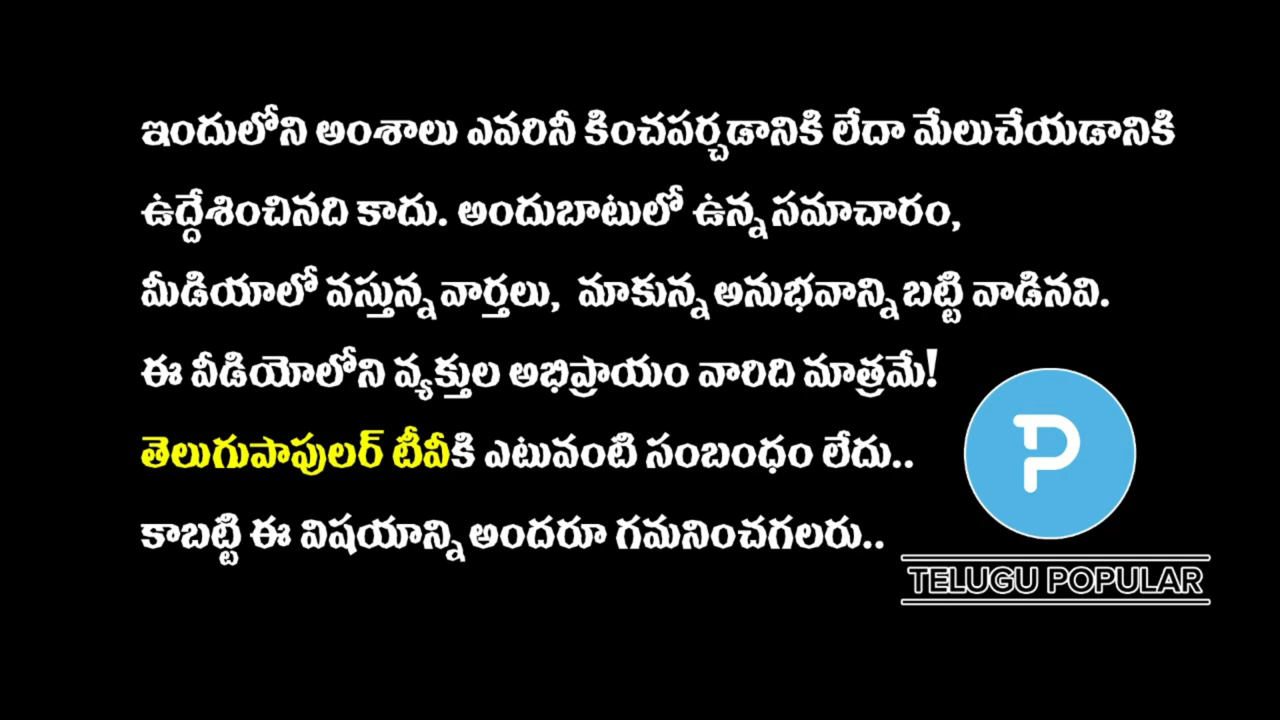 ఇందులోని అంశాలు ఎవరినీ కించపర్చడానికి లేదా మేలుచేయడానికి
ఉద్దేశించినది కాదు. అందుబాటులో ఉన్న సమాచారం,
మీడియాలో వస్తున్న వార్తలు, మాకున్న అనుభవాన్ని బట్టి వాడినవి.
ఈ వీడియోలోని వ్యక్తుల అభిప్రాయం వారిది మాత్రమే!
తెలుగుపాపులర్ టీవీకి ఎటువంటి సంబంధం లేదు..
కాబట్టి ఈ విషయాన్ని అందరూ గమనించగలరు..
P
TELUGU POPULAR